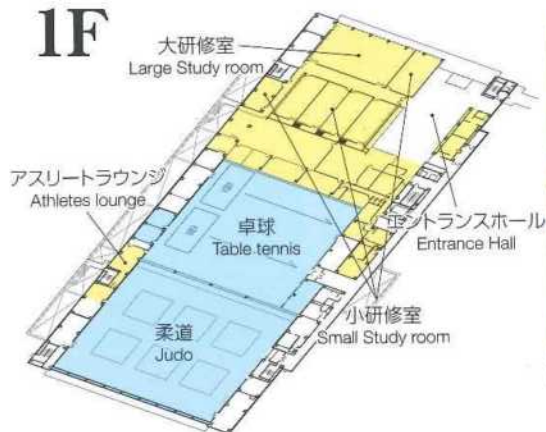 1F
大研修室
Large Study room
アスリートラウンジ
Athletes lounge
卓球
Table tennis
エントランスホール
Entrance Hall
小研修室
Small Study room
柔道
Judo